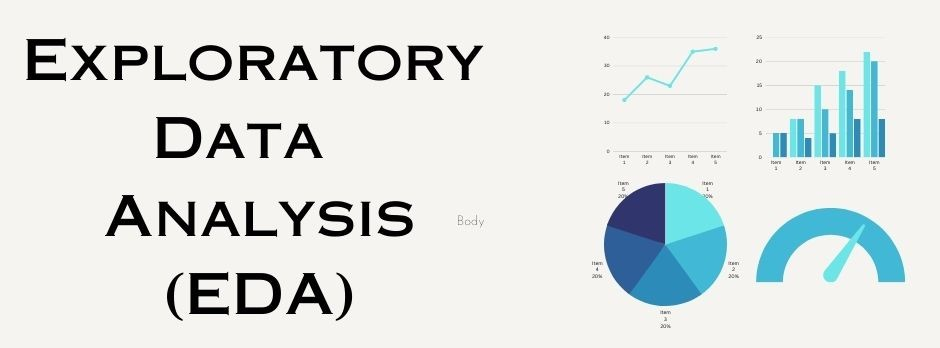 Exploratory
Data
Analysis
(EDA)
Body
40
30
20
10
0
Item
1
Item
2
Item
3
Item
4
Item
5
25
20
15
10
5
0
Item
1
Item
2
Item
3
Item
4
Item
5
Item
5
20%
Item
1
20%
Item
4
20%
Item
2
20%
Item
3
20%